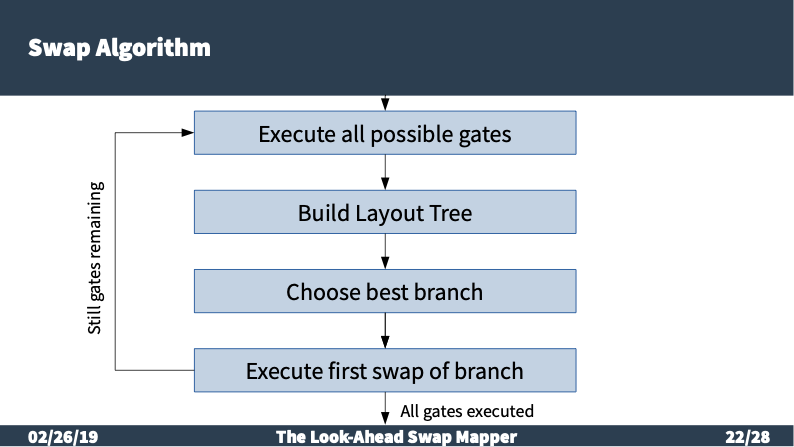 Swap Algorithm
Execute all possible gates
Build Layout Tree
Choose best branch
Execute first swap of branch
Still gates remaining
All gates executed
02/26/19
The Look-Ahead Swap Mapper
22/28